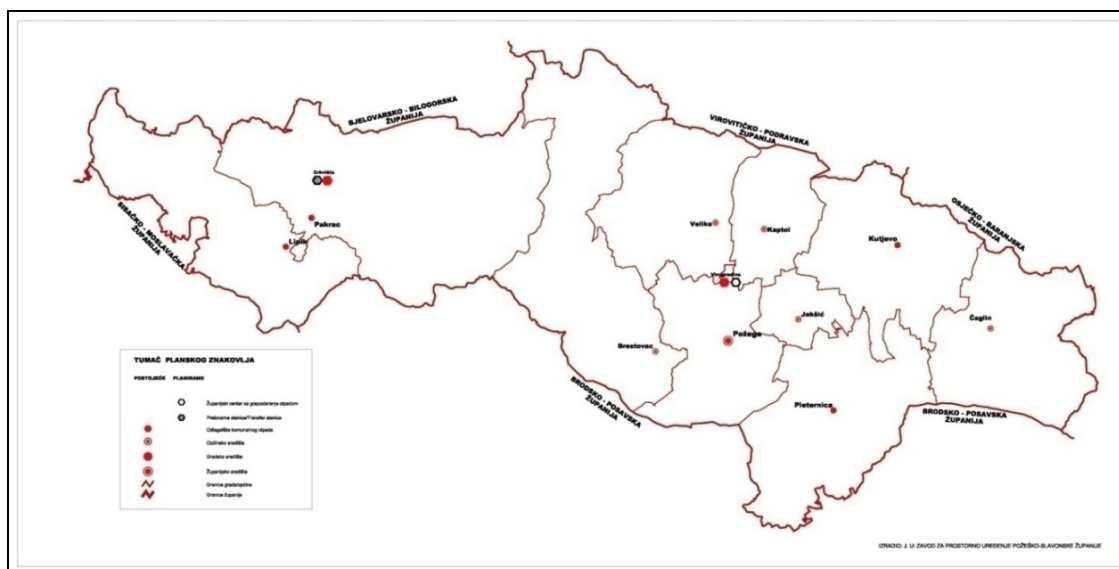 BJELOVARSKO - BILOGORSKA
ŽUPANIJA
VIROVITIČKO - PODRAVSKA
ŽUPANIJA
OSJEČKO - BARANJSKA
ŽUPANIJA
SISAČKO - MOSLAVAČKA
ŽUPANIJA
Pakrac
Lipik
Velika
Kaptol
Kutjevo
Vinogradine
Jakšić
Čaglin
Požega
Brestovac
Pleternica
BRODSKO - POSAVSKA
ŽUPANIJA
BRODSKO - POSAVSKA
ŽUPANIJA
TUMAČ PLANSKOG ZNAKOVLJA
POSTOJEĆE PLANIRANO
Županijski centar za gospodarenje otpadom
Pretovarna stanica/Transfer stanica
Odlagalište komunalnog otpada
Općinsko središte
Gradsko središte
Županijsko središte
Granice grada/općine
Granice županije
IZRADIO: J. U. ZAVOD ZA PROSTORNO UREĐENJE POŽEŠKO-SLAVONSKE ŽUPANIJE